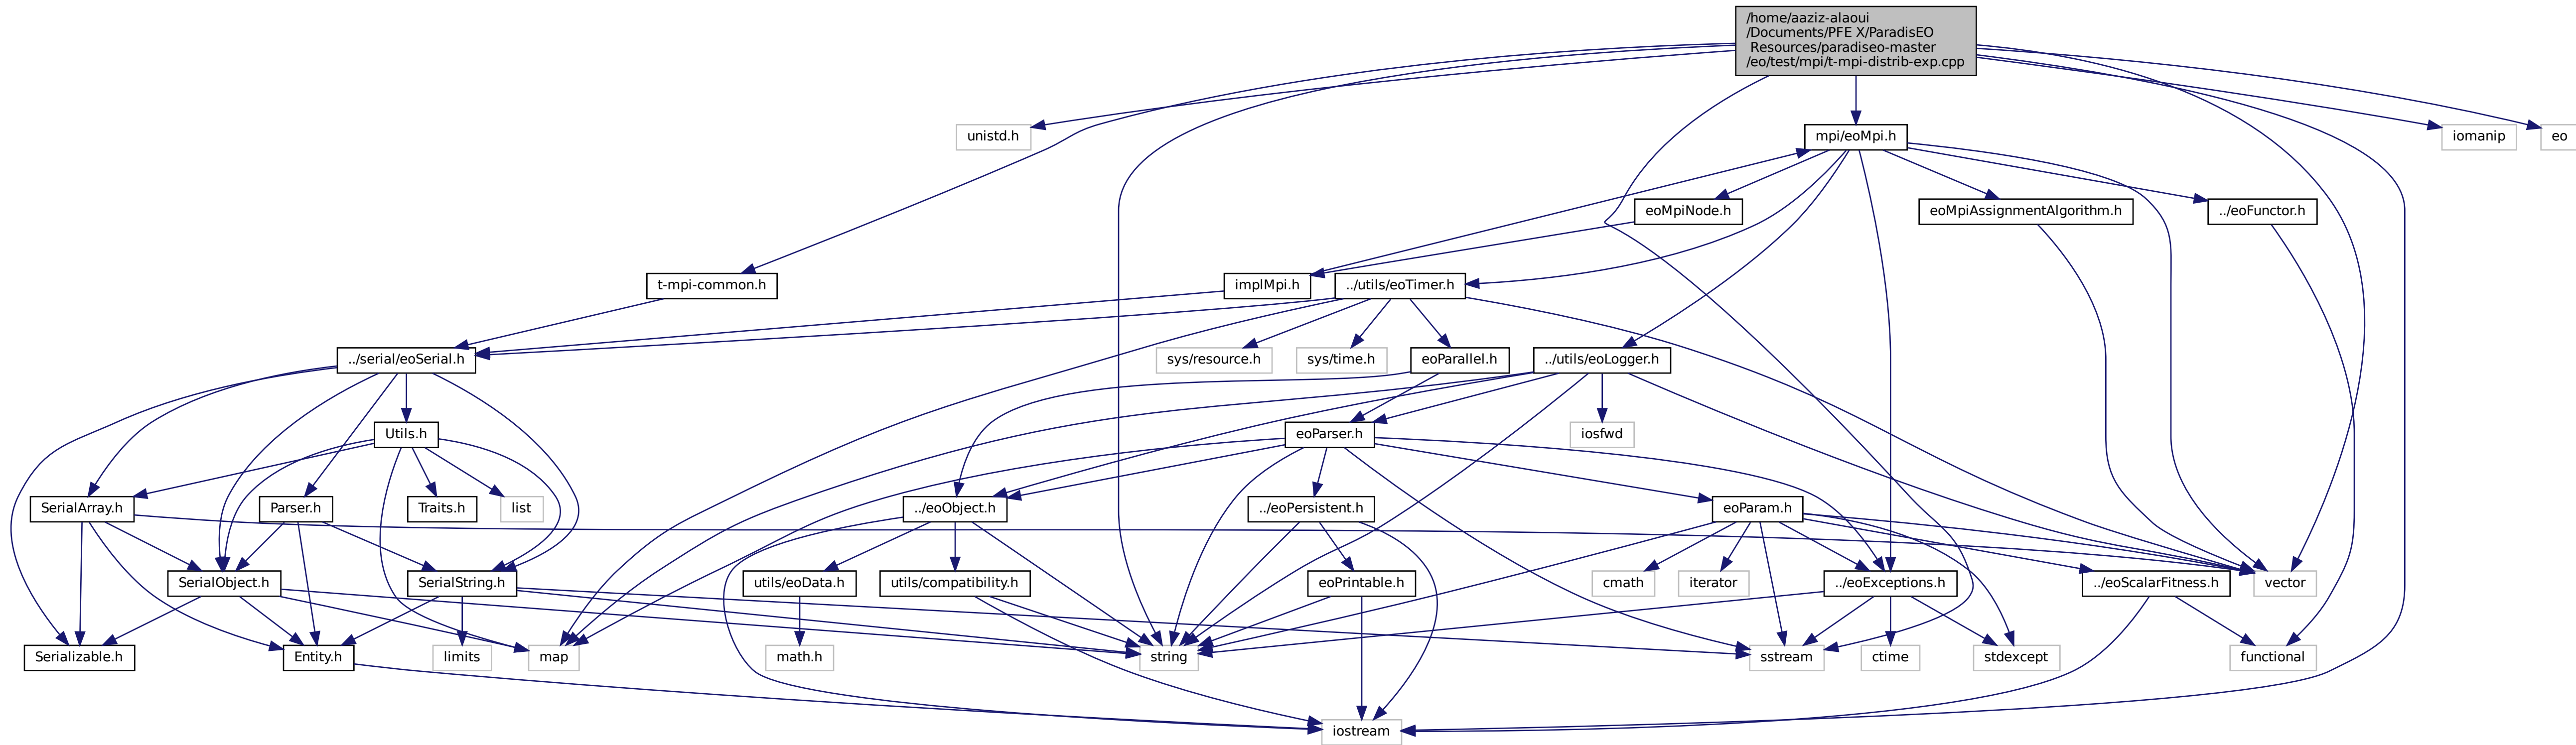 /home/aaziz-alaoui
/Documents/PFE X/ParadisEO
Resources/paradiseo-master
/eo/test/mpi/t-mpi-distrib-exp.cpp
unistd.h
mpi/eoMpi.h
iomanip
eo
eoMpiNode.h
eoMpiAssignmentAlgorithm.h
../eoFunctor.h
t-mpi-common.h
implMpi.h
../utils/eoTimer.h
../serial/eoSerial.h
sys/resource.h
sys/time.h
eoParallel.h
../utils/eoLogger.h
Utils.h
eoParser.h
iosfwd
SerialArray.h
Parser.h
Traits.h
list
../eoObject.h
../eoPersistent.h
eoParam.h
SerialObject.h
SerialString.h
utils/eoData.h
utils/compatibility.h
eoPrintable.h
cmath
iterator
../eoExceptions.h
../eoScalarFitness.h
vector
Serializable.h
Entity.h
limits
map
math.h
string
sstream
ctime
stdexcept
functional
iostream